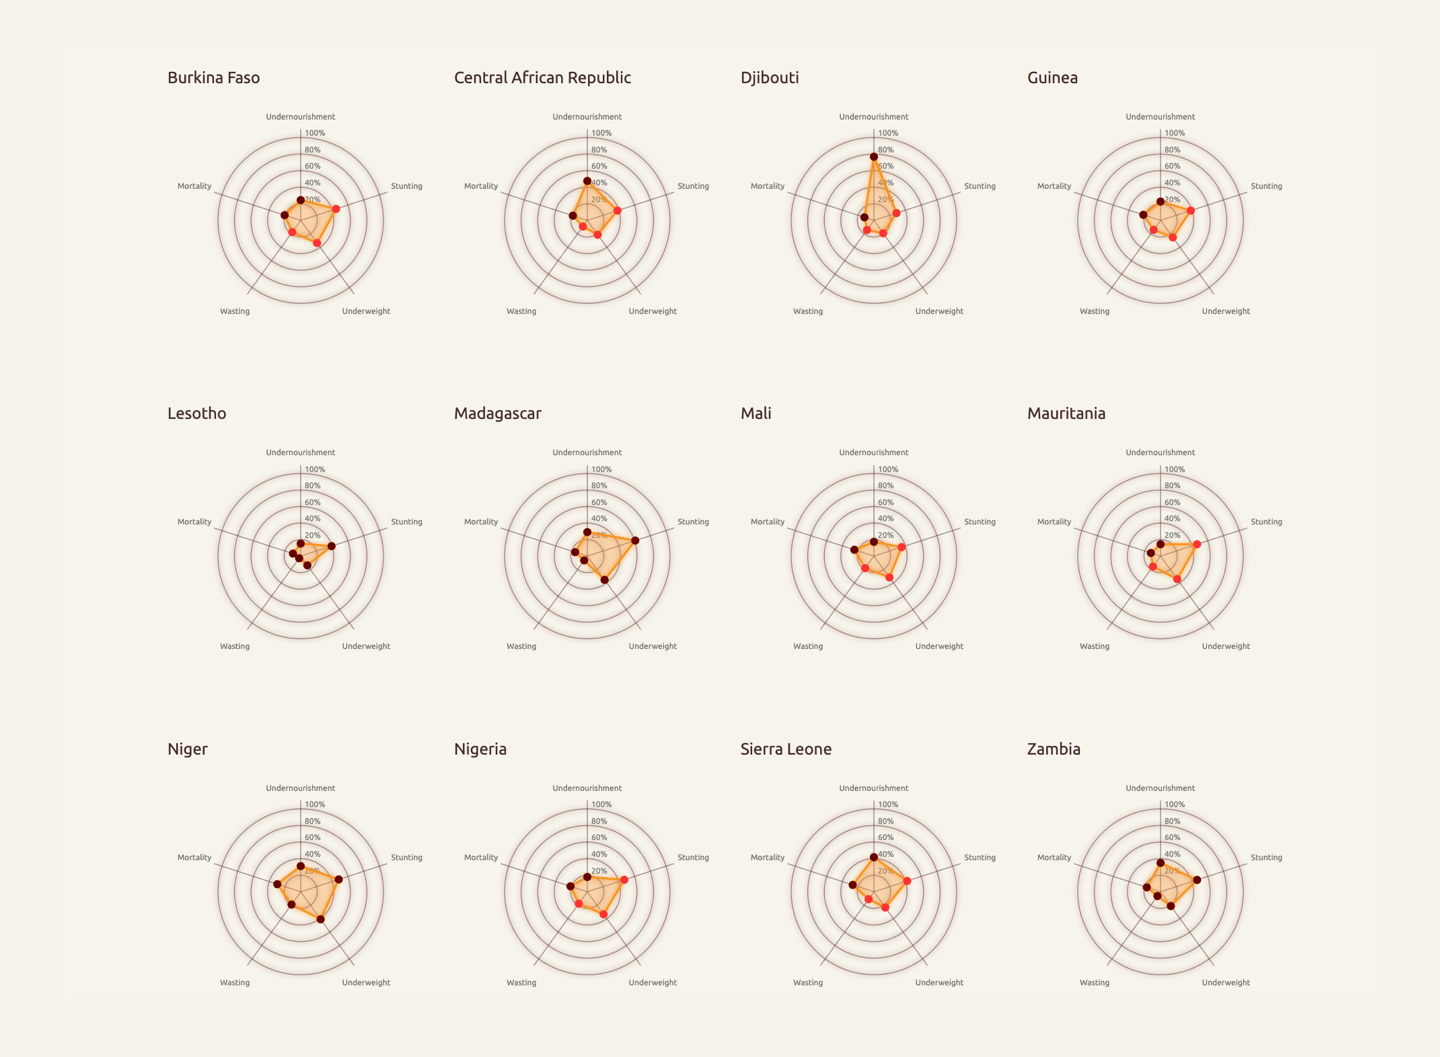 Burkina Faso
Central African Republic
Djibouti
Guinea
Undernourishment
100%
80%
60%
40%
20%
Mortality
Stunting
Wasting
Underweight
Undernourishment
100%
80%
60%
40%
20%
Mortality
Stunting
Wasting
Underweight
Undernourishment
100%
80%
60%
40%
20%
Mortality
Stunting
Wasting
Underweight
Undernourishment
100%
80%
60%
40%
20%
Mortality
Stunting
Wasting
Underweight
Lesotho
Madagascar
Mali
Mauritania
Undernourishment
100%
80%
60%
40%
20%
Mortality
Stunting
Wasting
Underweight
Undernourishment
100%
80%
60%
40%
20%
Mortality
Stunting
Wasting
Underweight
Undernourishment
100%
80%
60%
40%
20%
Mortality
Stunting
Wasting
Underweight
Undernourishment
100%
80%
60%
40%
20%
Mortality
Stunting
Wasting
Underweight
Niger
Nigeria
Sierra Leone
Zambia
Undernourishment
100%
80%
60%
40%
20%
Mortality
Stunting
Wasting
Underweight
Undernourishment
100%
80%
60%
40%
20%
Mortality
Stunting
Wasting
Underweight
Undernourishment
100%
80%
60%
40%
20%
Mortality
Stunting
Wasting
Underweight
Undernourishment
100%
80%
60%
40%
20%
Mortality
Stunting
Wasting
Underweight